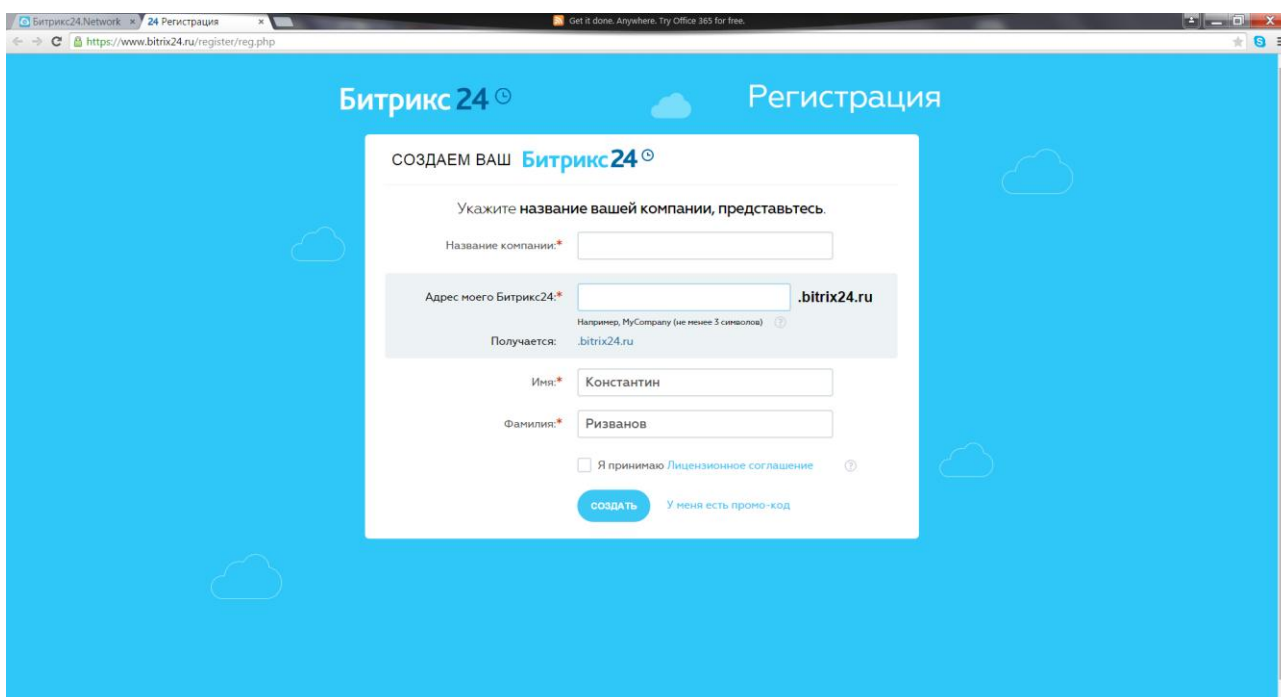 Битрикс24.Network
24 Регистрация
Get it done. Anywhere. Try Office 365 for free.
https://www.bitrix24.ru/register/reg.php
Битрикс 24
Регистрация
СОЗДАЕМ ВАШ Битрикс24
Укажите название вашей компании, представьтесь.
Название компании:*
Адрес моего Битрикс24:* .bitrix24.ru
Например, MyCompany (не менее 3 символов) ?
Получается: .bitrix24.ru
Имя:* Константин
Фамилия:* Ризванов
Я принимаю Лицензионное соглашение ?
СОЗДАТЬ У меня есть промо-код